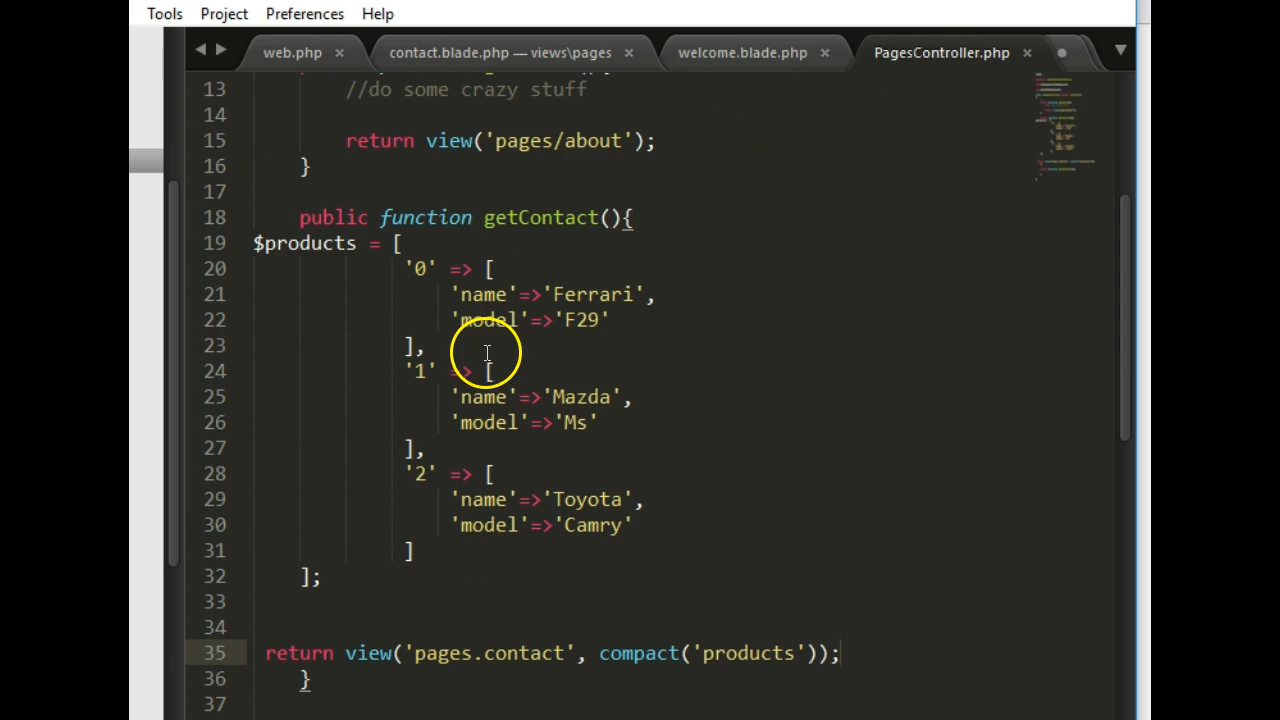 Tools Project Preferences Help
web.php × contact.blade.php — views\pages × welcome.blade.php × PagesController.php ×
13 //do some crazy stuff
14
15 return view('pages/about');
16 }
17
18 public function getContact(){
19 $products = [
20 '0' => [
21 'name'=>'Ferrari',
22 'model'=>'F29'
23 ],
24 '1' => [
25 'name'=>'Mazda',
26 'model'=>'Ms'
27 ],
28 '2' => [
29 'name'=>'Toyota',
30 'model'=>'Camry'
31 ]
32 ];
33
34
35 return view('pages.contact', compact('products'));
36 }
37